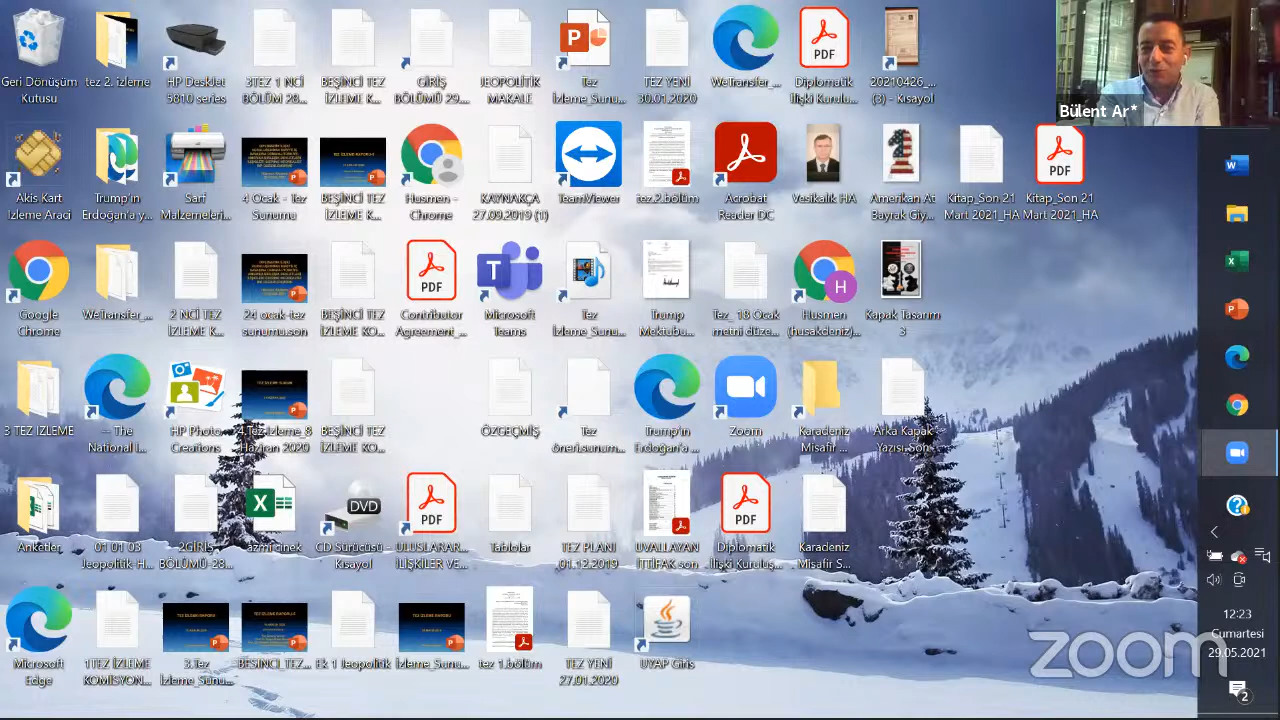 Geri Dönüşüm
Kutusu
tez 2. izleme
HP Deskjet
5810 series
3TEZ 1 NCİ
BÖLÜM 28...
BEŞİNCİ TEZ
İZLEME K...
GİRİŞ
BÖLÜMÜ 29....
JEOPOLİTİK
MAKALE
Tez
İzleme_Sunu...
TEZ YENİ
30.01.2020
WeTransfer_...
PDF
Diplomatik
İlişki Kurulu...
20210426_...
(3) - Kısayol
Bülent Ar*
Akis Kart
İzleme Aracı
Trump'ın
Erdoğan'a y...
Sarf
Malzemeleri...
4 Ocak - Tez
Sunumu
BEŞİNCİ TEZ
İZLEME K...
Husmen -
Chrome
KAYNAKÇA
27.09.2019 (1)
TeamViewer
tez.2.bölüm
Acrobat
Reader DC
Vesikalık HA
Amerikan At
Bayrak Giy...
Kitap_Son 21
Mart 2021_HA
PDF
Kitap_Son 21
Mart 2021_HA
Google
Chrome
WeTransfer_...
2 NCİ TEZ
İZLEME K...
24 ocak-tez
sunumu.son
BEŞİNCİ TEZ
İZLEME KO...
PDF
Contributor
Agreement_...
Microsoft
Teams
Tez
İzleme_Sunu...
Trump
Mektubu...
Tez_ 18 Ocak
metni düze...
H
Husmen
(husakdeniz)...
Kapak Tasarım
3
3 TEZ İZLEME
-- The
National I...
HP Photo
Creations
4.Tez.İzleme_8
Haziran 2020
BEŞİNCİ TEZ
İZLEME KO...
ÖZGEÇMİŞ
Tez
öneri.sunum...
Trump'ın
Erdoğan'a ...
Zoom
Karadeniz
Misafir ...
Arka Kapak
Yazısı_Son
Anketler
01 01 03
Jeopolitik-H...
2GİRİŞ
BÖLÜMÜ-28...
azmi sinek
DVD
CD Sürücüsü -
Kısayol
PDF
ULUSLARAR...
İLİŞKİLER VE...
Tablolar
TEZ PLANI
01.12.2019
UVALLAYAN
İTTİFAK son
PDF
Diplomatik
İlişki Kuruluş...
Karadeniz
Misafir S...
Microsoft
Edge
TEZ İZLEME
KOMİSYON...
3.Tez
İzleme_Sunu...
BEŞİNCİ TEZ...
Ek 1 Jeopolitik
İzleme_Sunu...
tez 1.bölüm
TEZ YENİ
27.01.2020
UYAP Giriş
12:23
Cumartesi
29.05.2021
2
zoom